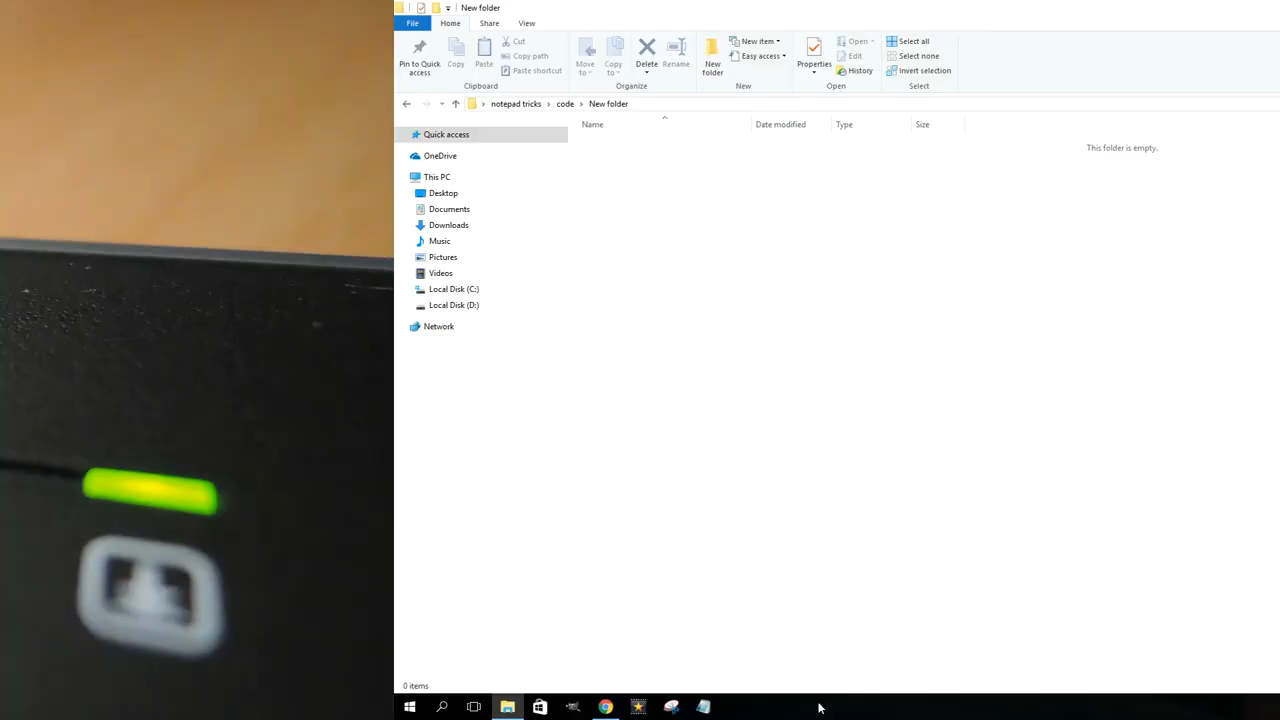 New folder
File Home Share View
Pin to Quick access
Copy
Paste
Cut
Copy path
Paste shortcut
Clipboard
Move to
Copy to
Delete
Rename
Organize
New folder
New item
Easy access
New
Properties
Open
Edit
History
Open
Select all
Select none
Invert selection
Select
notepad tricks › code › New folder
Name Date modified Type Size
This folder is empty.
Quick access
OneDrive
This PC
Desktop
Documents
Downloads
Music
Pictures
Videos
Local Disk (C:)
Local Disk (D:)
Network
0 items